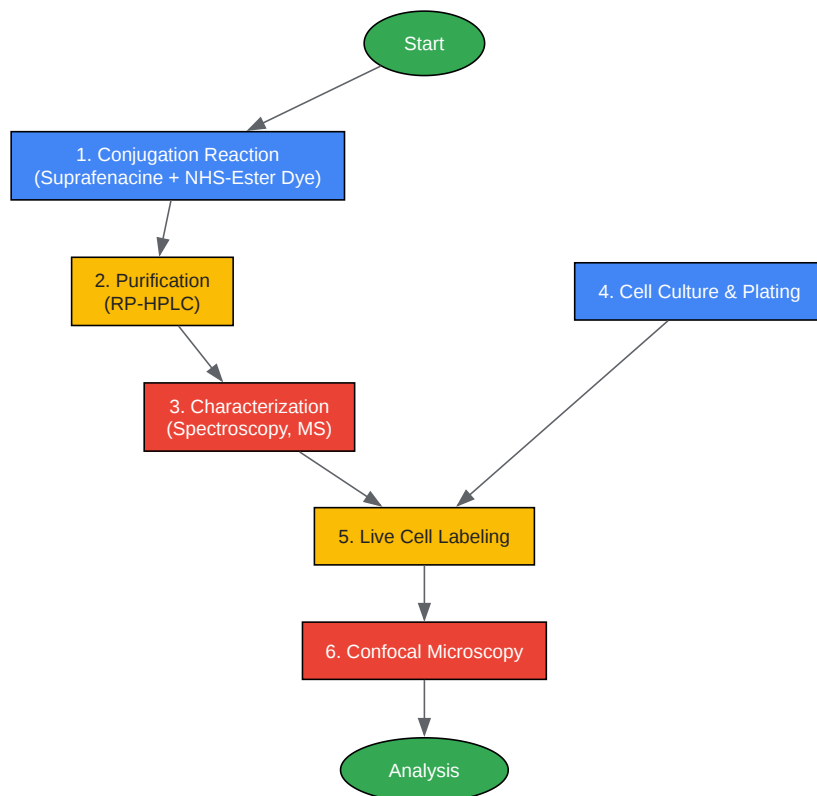 Start
1. Conjugation Reaction
(Suprafenacine + NHS-Ester Dye)
2. Purification
(RP-HPLC)
4. Cell Culture & Plating
3. Characterization
(Spectroscopy, MS)
5. Live Cell Labeling
6. Confocal Microscopy
Analysis